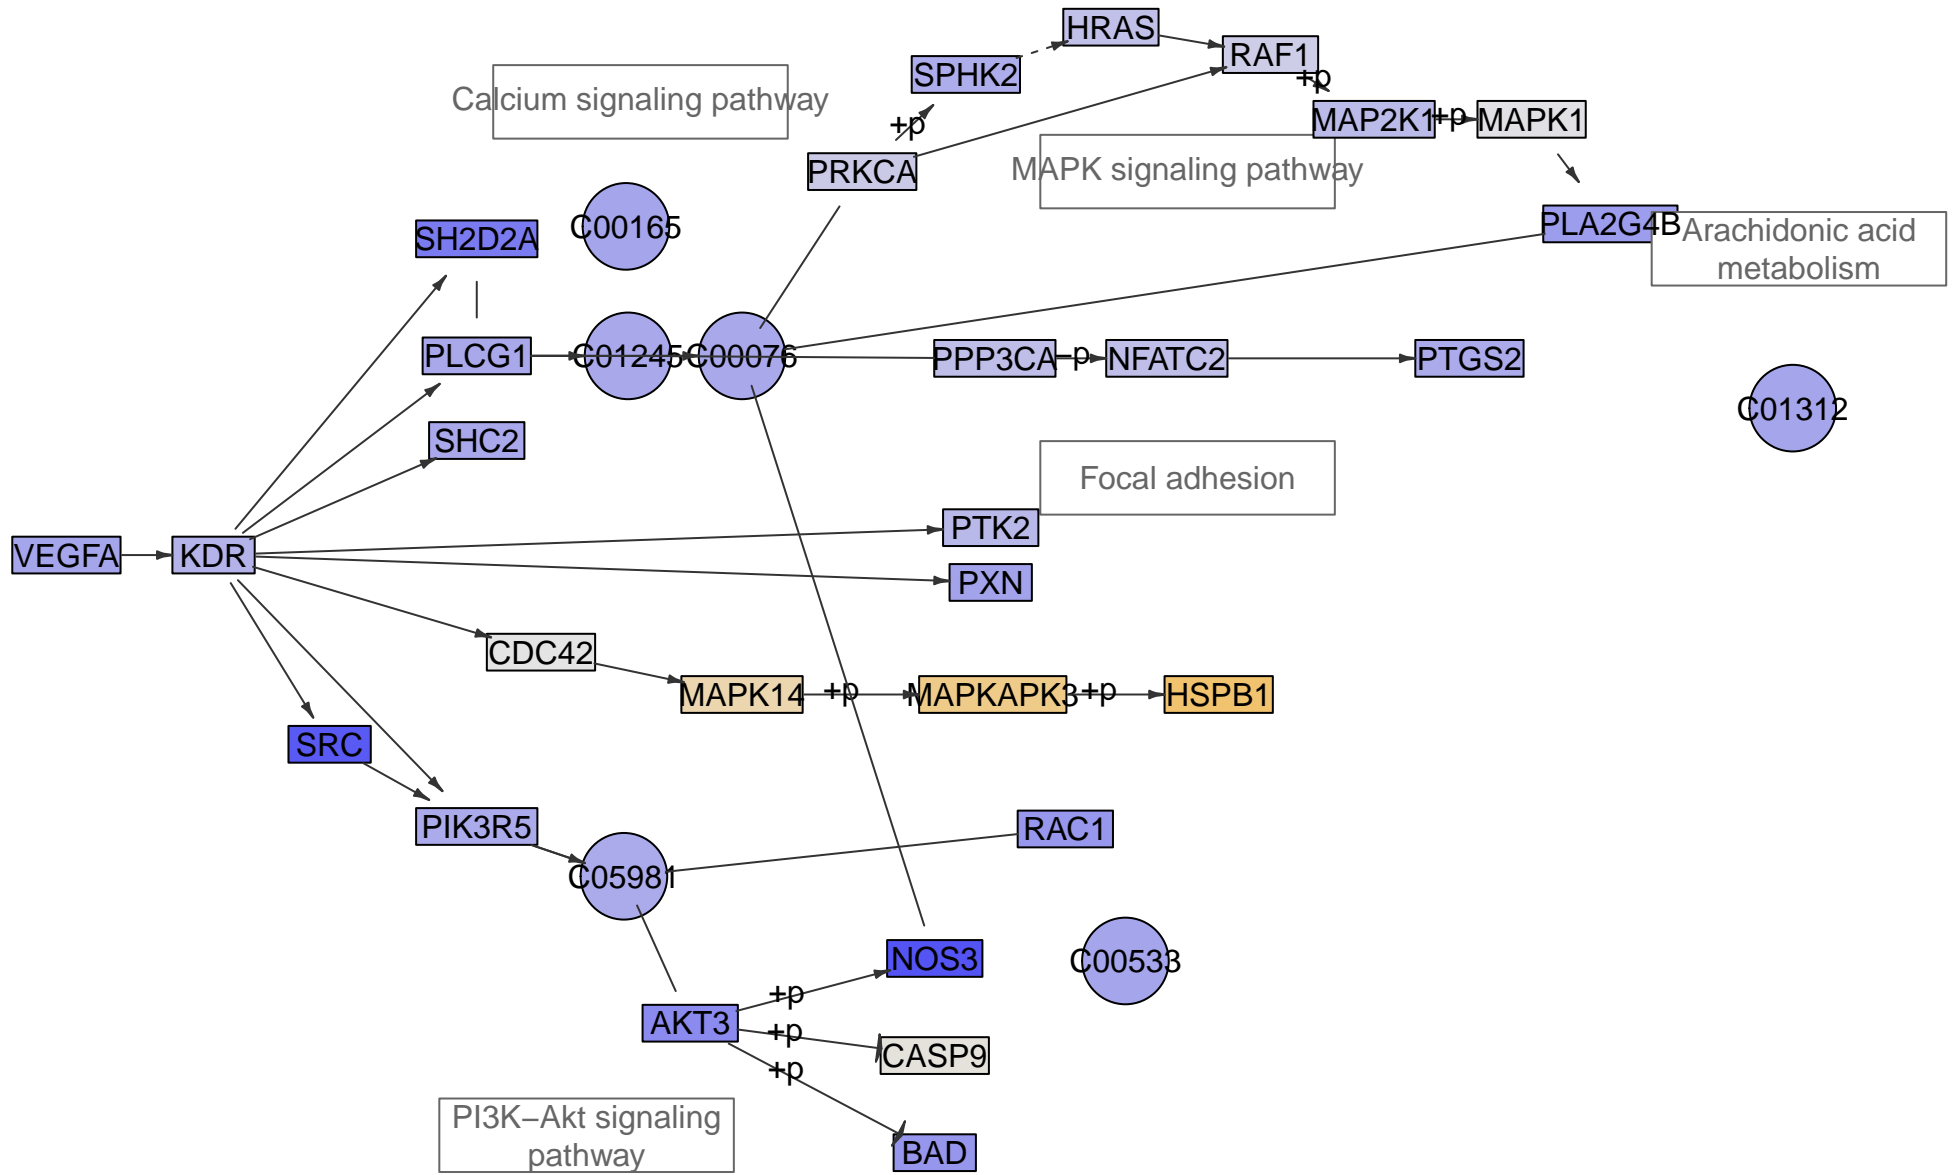 HRAS
RAF1
+p
SPHK2
Calcium signaling pathway
+p
MAP2K1
+p
MAPK1
PRKCA
MAPK signaling pathway
C00165
SH2D2A
PLA2G4B
Arachidonic acid
metabolism
PLCG1
C01245
C00076
PPP3CA
-p
NFATC2
PTGS2
C01312
SHC2
Focal adhesion
PTK2
VEGFA
KDR
PXN
CDC42
MAPK14
+p
MAPKAPK3
+p
HSPB1
SRC
PIK3R5
RAC1
C05981
NOS3
C00533
+p
AKT3
+p
CASP9
+p
PI3K–Akt signaling
pathway
BAD